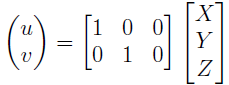 (u v) = [1 0 0 0 1 0] [X Y Z]